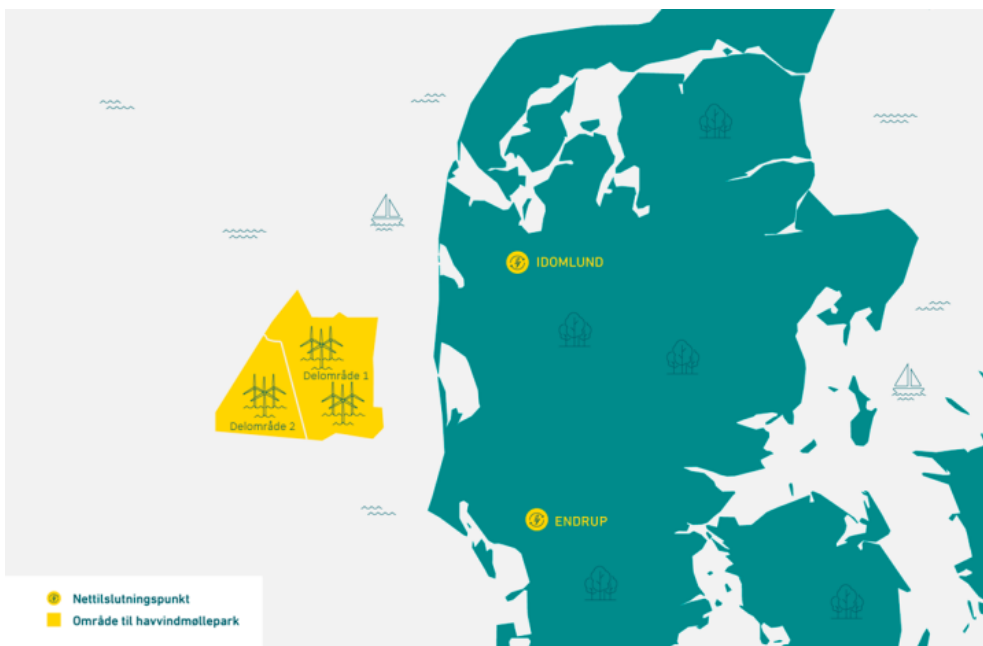 IDOMLUND
Delområde 1
Delområde 2
ENDRUP
Nettilslutningspunkt
Område til havvindmøllepark